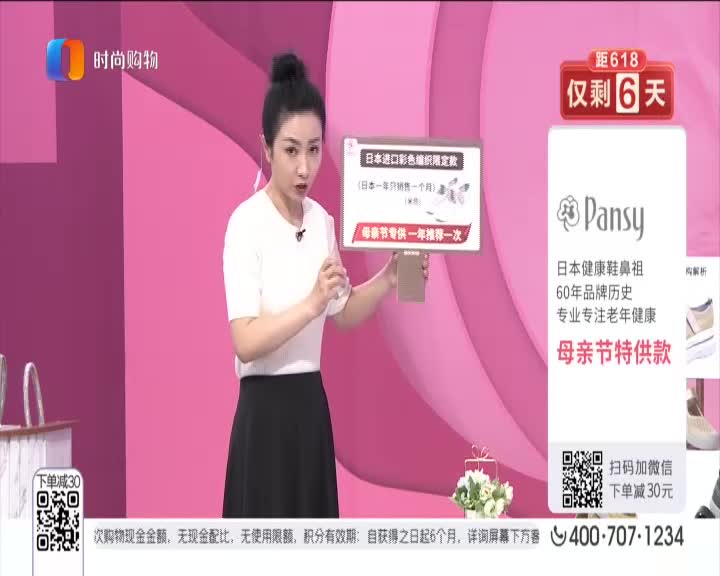 时尚购物
距618
仅剩6天
日本进口彩色编织限定款
(日本一年只销售一个月)
母亲节专供 一年推荐一次
Pansy
日本健康鞋鼻祖
60年品牌历史
专业专注老年健康
母亲节特供款
构解析
扫码加微信
下单减30元
下单减30
次购物现金金额，无现金配比，无使用限额，积分有效期：自获得之日起6个月，详询屏幕下方客
400·707·1234